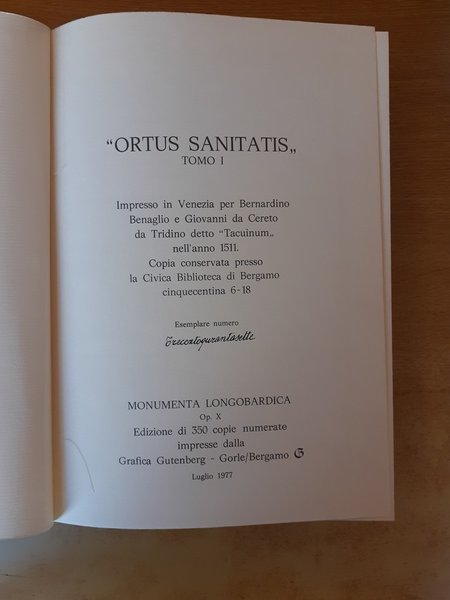 "ORTUS SANITATIS„
TOMO I
Impresso in Venezia per Bernardino
Benaglio e Giovanni da Cereto
da Tridino detto "Tacuinum„
nell'anno 1511.
Copia conservata presso
la Civica Biblioteca di Bergamo
cinquecentina 6-18
Esemplare numero
Trecentoquarantasette
MONUMENTA LONGOBARDICA
Op. X
Edizione di 350 copie numerate
impresse dalla
Grafica Gutenberg - Gorle/Bergamo G
Luglio 1977